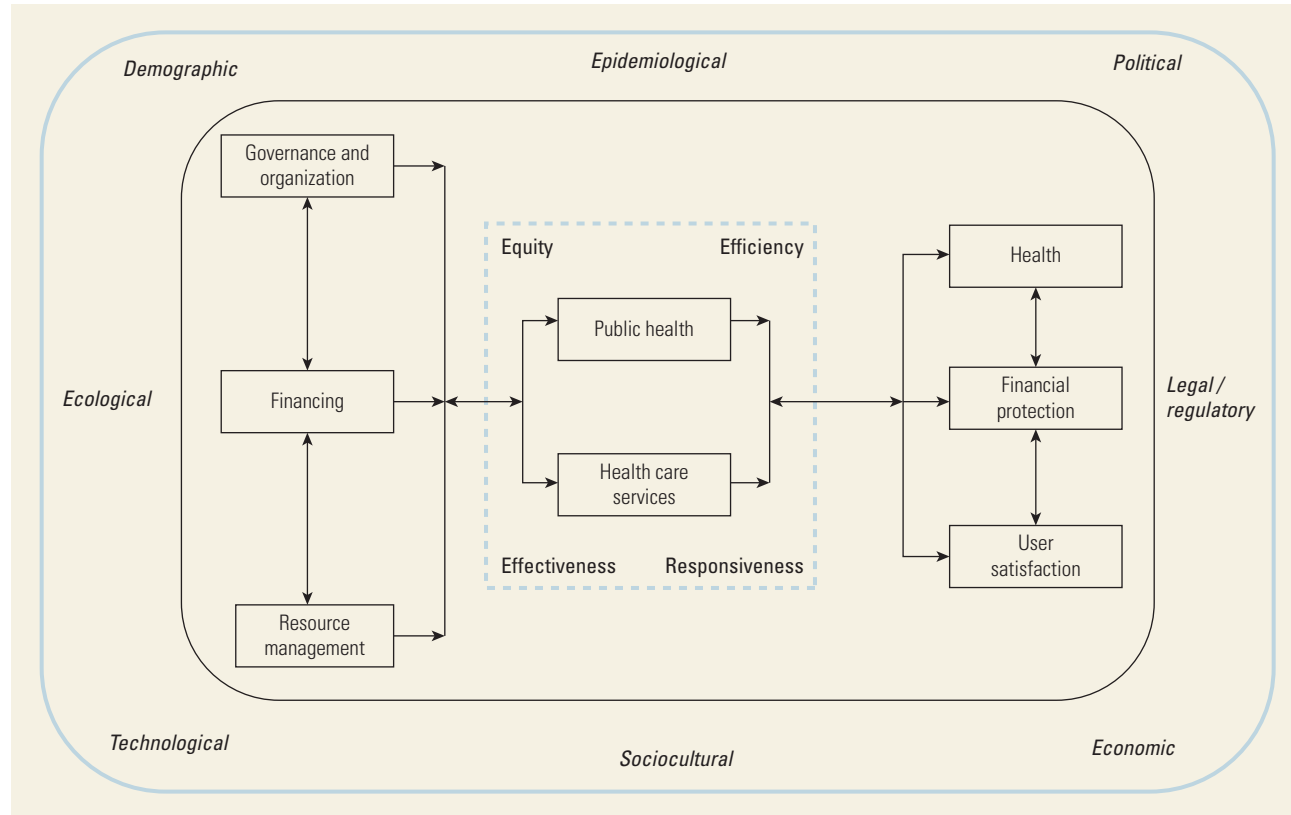 Demographic
Epidemiological
Political
Governance and
organization
Equity
Efficiency
Health
Public health
Ecological
Financing
Financial
protection
Legal /
regulatory
Health care
services
Effectiveness
Responsiveness
User
satisfaction
Resource
management
Technological
Sociocultural
Economic